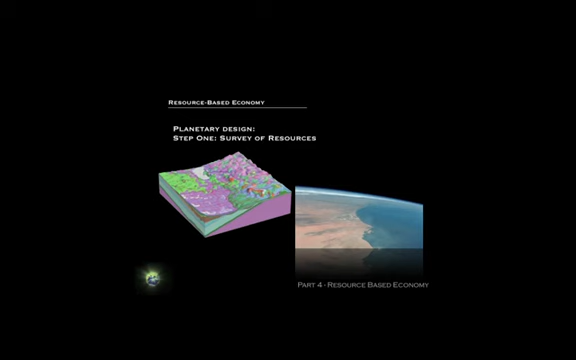 Resource-Based Economy
Planetary design:
Step One: Survey of Resources
Part 4 - Resource Based Economy